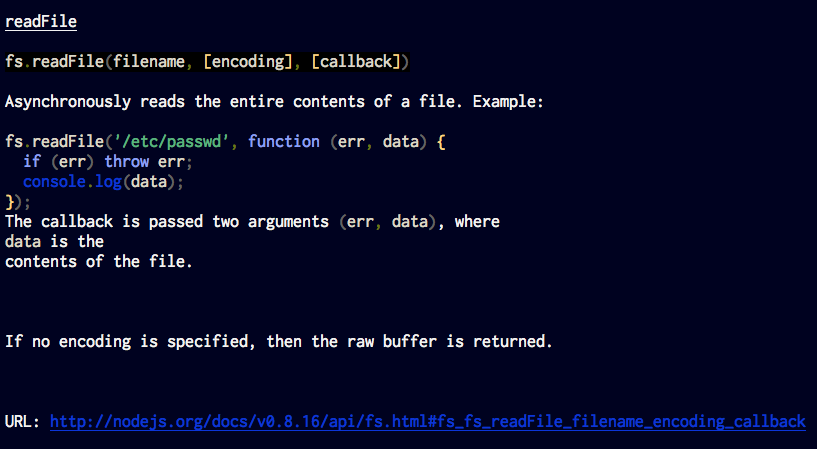 readFile
fs.readFile(filename, [encoding], [callback])
Asynchronously reads the entire contents of a file. Example:
fs.readFile('/etc/passwd', function (err, data) {
  if (err) throw err;
  console.log(data);
});
The callback is passed two arguments (err, data), where
data is the
contents of the file.
If no encoding is specified, then the raw buffer is returned.
URL: http://nodejs.org/docs/v0.8.16/api/fs.html#fs_fs_readFile_filename_encoding_callback